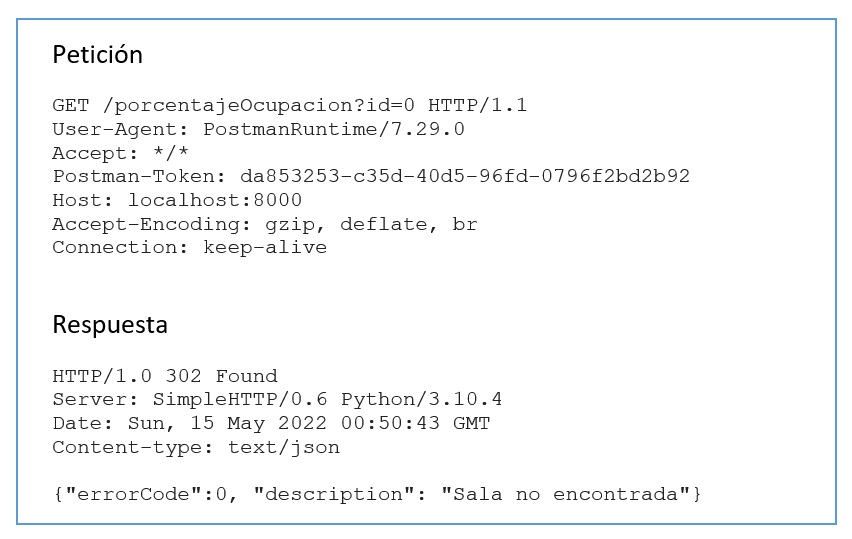 Petición
GET /porcentajeOcupacion?id=0 HTTP/1.1
User-Agent: PostmanRuntime/7.29.0
Accept: */*
Postman-Token: da853253-c35d-40d5-96fd-0796f2bd2b92
Host: localhost:8000
Accept-Encoding: gzip, deflate, br
Connection: keep-alive
Respuesta
HTTP/1.0 302 Found
Server: SimpleHTTP/0.6 Python/3.10.4
Date: Sun, 15 May 2022 00:50:43 GMT
Content-type: text/json
{"errorCode":0, "description": "Sala no encontrada"}